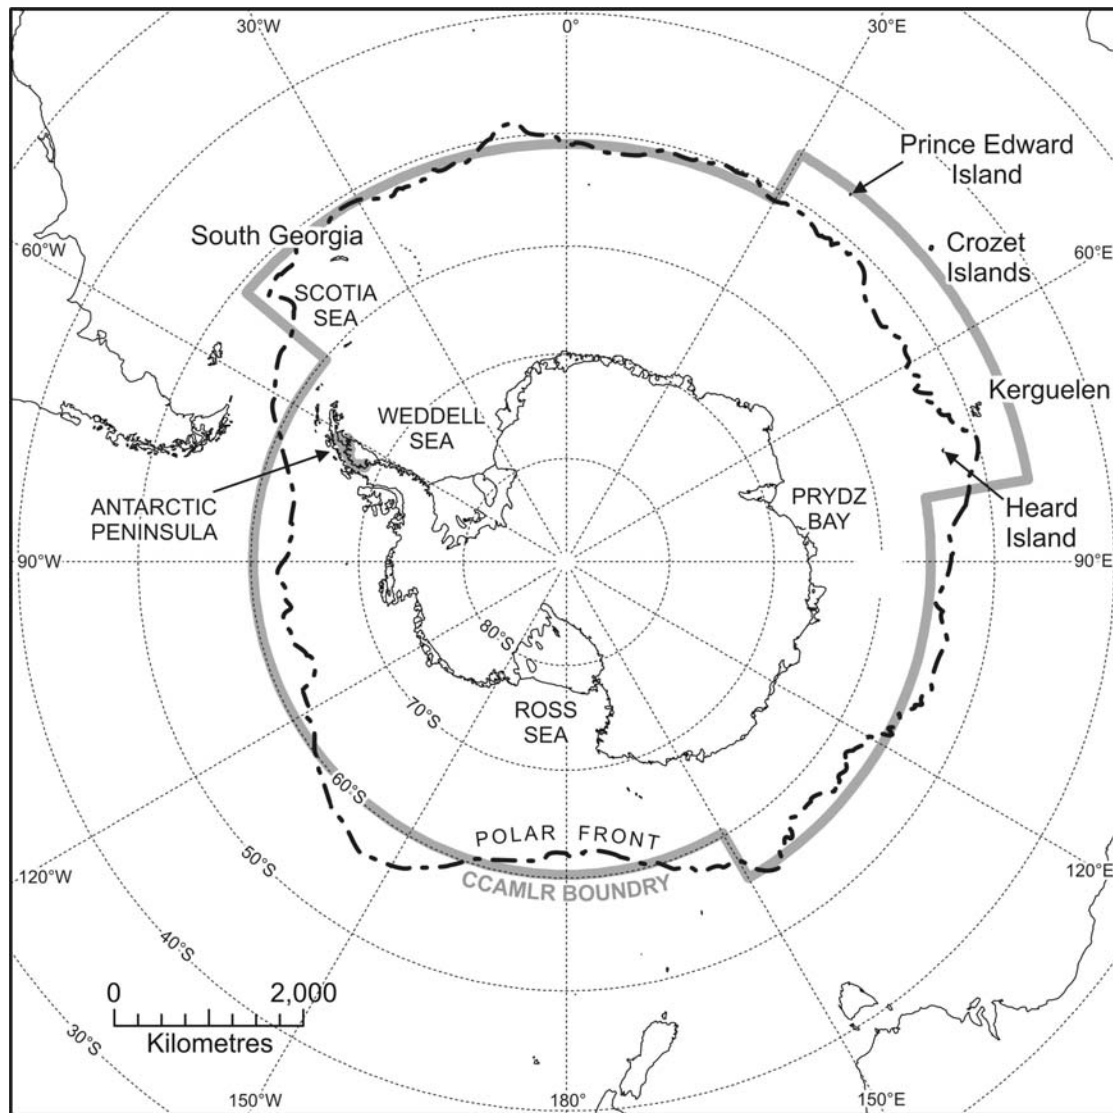 30°W
0°
30°E
Prince Edward
Island
South Georgia
60°W
Crozet
Islands
60°E
SCOTIA
SEA
Kerguelen
WEDDELL
SEA
ANTARCTIC
PENINSULA
PRYDZ
BAY
Heard
Island
90°W
90°E
80°S
ROSS
SEA
70°S
60°S
POLAR FRONT
CCAMLR BOUNDRY
120°W
120°E
50°S
40°S
0 2,000
Kilometres
30°S
150°W
180°
150°E